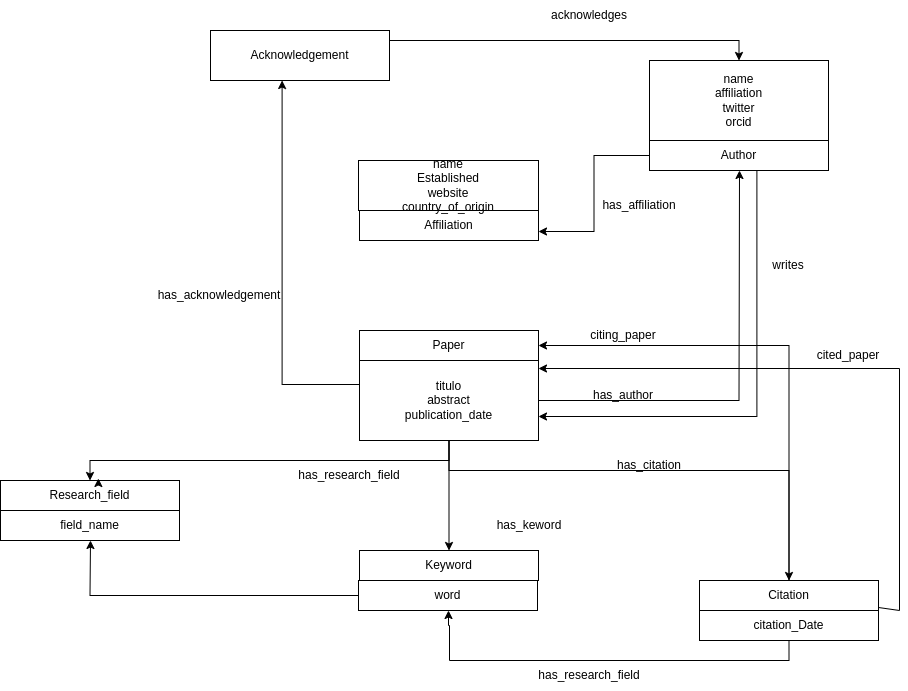 acknowledges
Acknowledgement
name
affiliation
twitter
orcid
Author
name
Established
website
country_of_origin
Affiliation
has_affiliation
writes
has_acknowledgement
citing_paper
Paper
cited_paper
titulo
abstract
publication_date
has_author
has_research_field
has_citation
Research_field
field_name
has_keword
Keyword
word
Citation
citation_Date
has_research_field